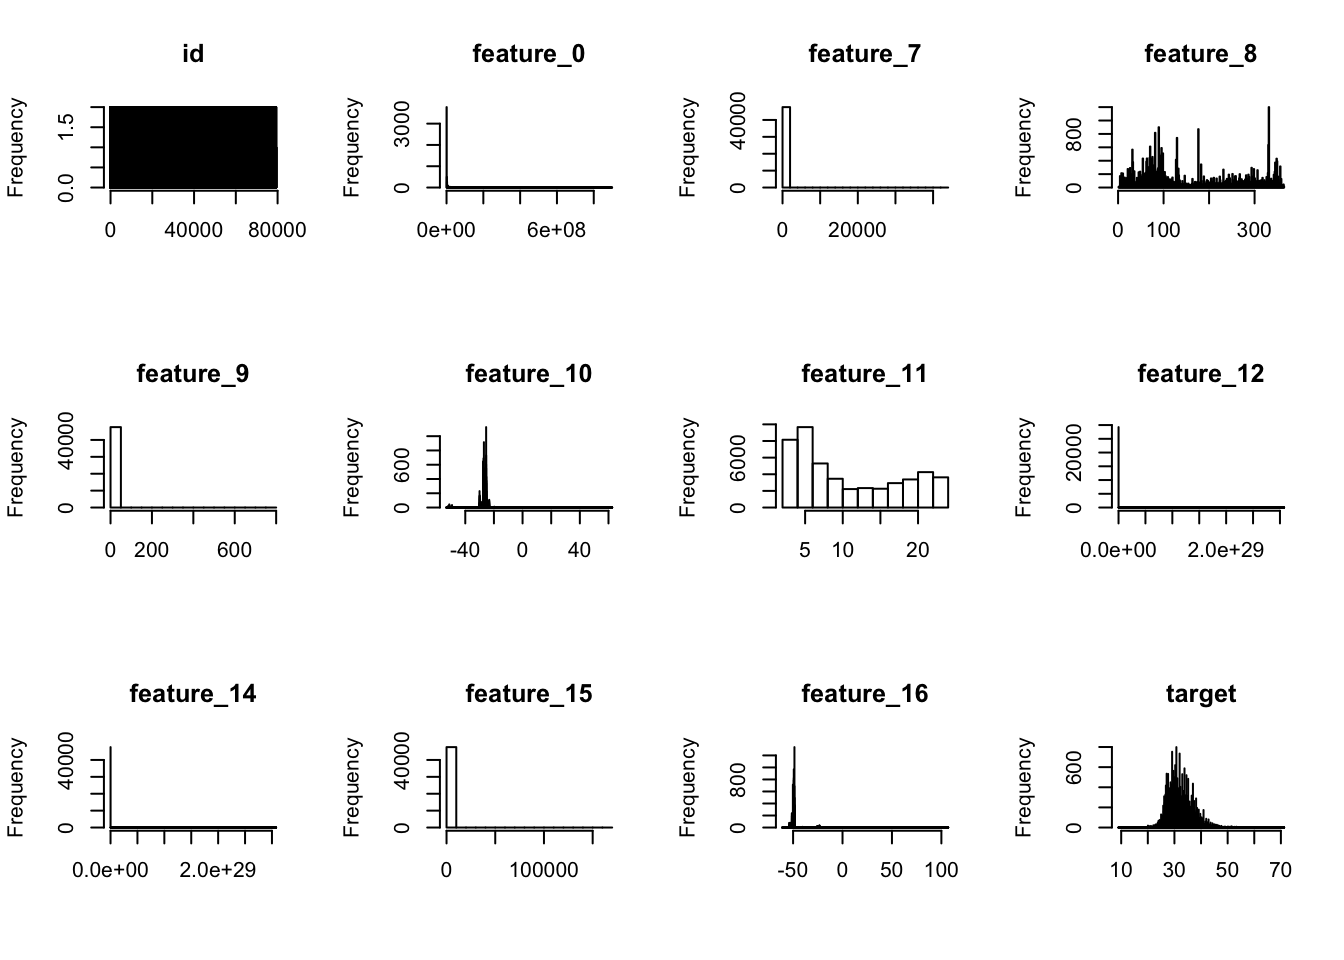 id
Frequency
0.0 1.5
0 40000 80000
feature_0
Frequency
0 3000
0e+00 6e+08
feature_7
Frequency
0 40000
0 20000
feature_8
Frequency
0 800
0 100 300
feature_9
Frequency
0 40000
0 200 600
feature_10
Frequency
0 600
-40 0 40
feature_11
Frequency
0 6000
5 10 20
feature_12
Frequency
0 20000
0.0e+00 2.0e+29
feature_14
Frequency
0 40000
0.0e+00 2.0e+29
feature_15
Frequency
0 40000
0 100000
feature_16
Frequency
0 800
-50 0 50 100
target
Frequency
0 600
10 30 50 70